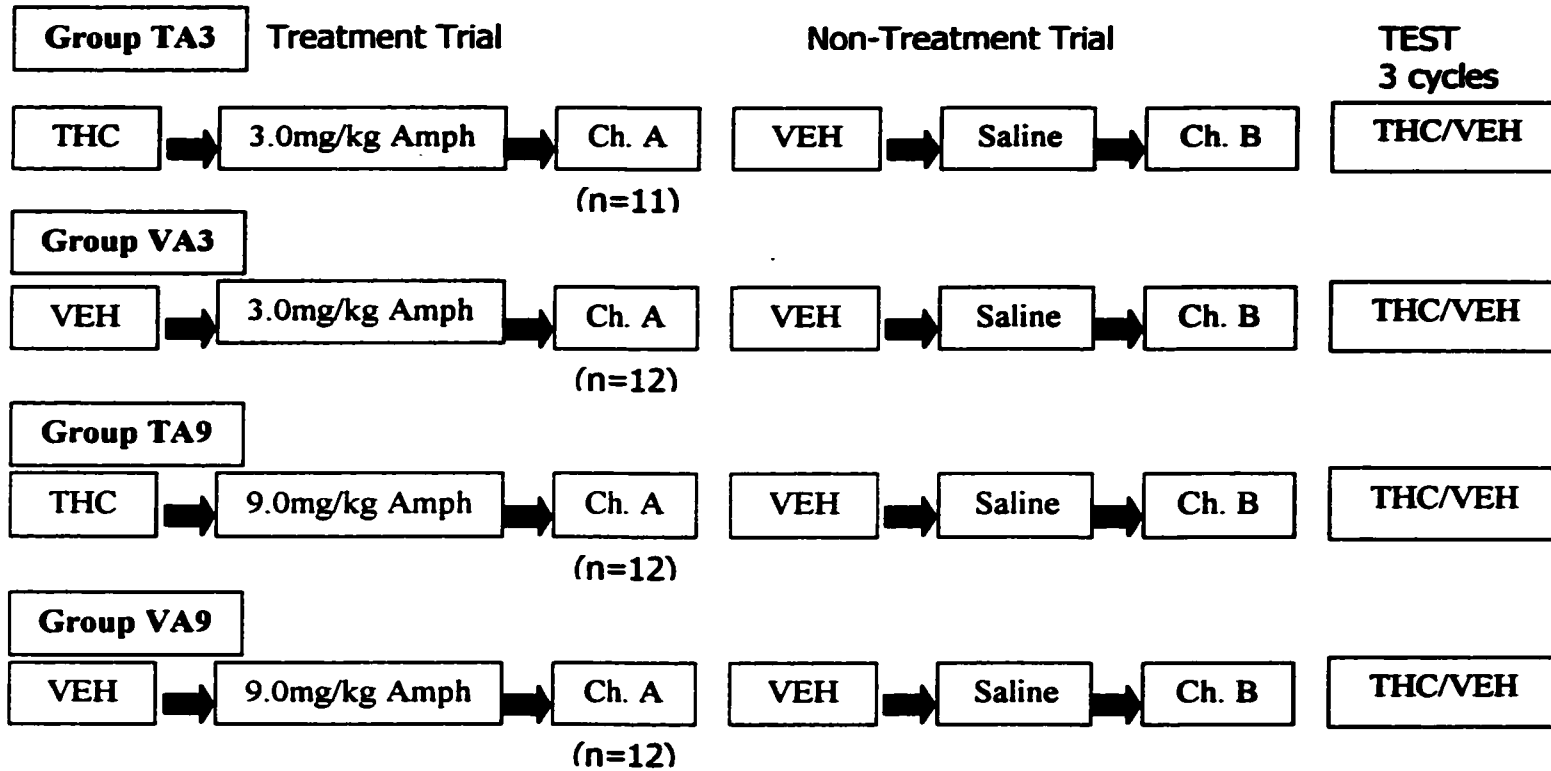 Group TA3 Treatment Trial Non-Treatment Trial TEST
3 cycles
THC 3.0mg/kg Amph Ch. A VEH Saline Ch. B THC/VEH
(n=11)
Group VA3
VEH 3.0mg/kg Amph Ch. A VEH Saline Ch. B THC/VEH
(n=12)
Group TA9
THC 9.0mg/kg Amph Ch. A VEH Saline Ch. B THC/VEH
(n=12)
Group VA9
VEH 9.0mg/kg Amph Ch. A VEH Saline Ch. B THC/VEH
(n=12)